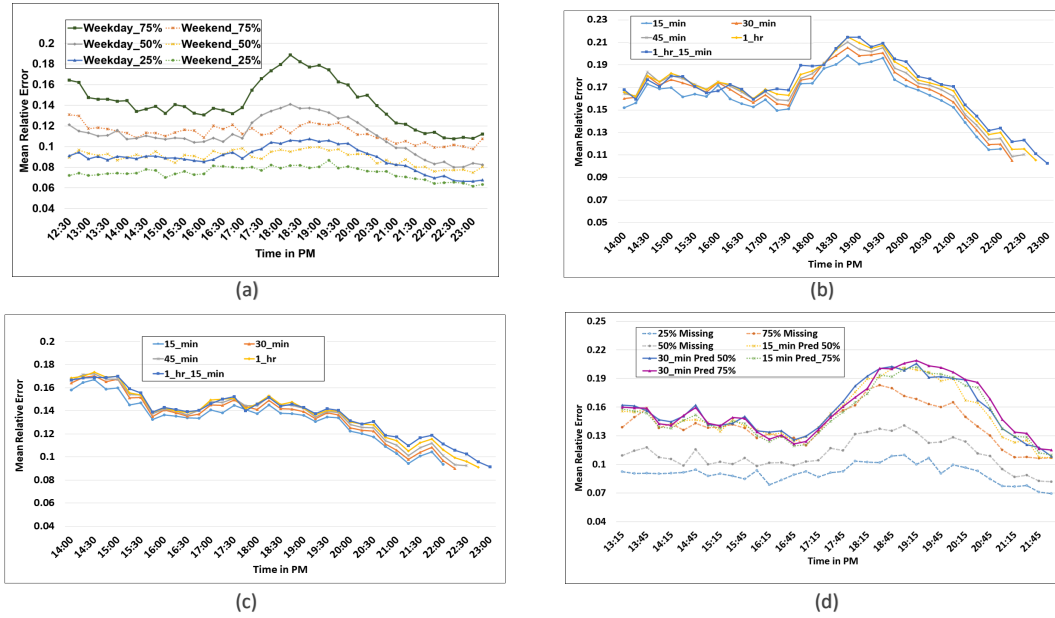 Weekday_75% Weekend_75%
Weekday_50% Weekend_50%
Weekday_25% Weekend_25%
Mean Relative Error
0.2
0.18
0.16
0.14
0.12
0.1
0.08
0.06
0.04
12:30 13:00 13:30 14:00 14:30 15:00 15:30 16:00 16:30 17:00 17:30 18:00 18:30 19:00 19:30 20:00 20:30 21:00 21:30 22:00 22:30 23:00
Time in PM
(a)
15_min 30_min
45_min 1_hr
1_hr_15_min
Mean Relative Error
0.23
0.21
0.19
0.17
0.15
0.13
0.11
0.09
0.07
0.05
14:00 14:30 15:00 15:30 16:00 16:30 17:00 17:30 18:00 18:30 19:00 19:30 20:00 20:30 21:00 21:30 22:00 22:30 23:00
Time in PM
(b)
15_min 30_min
45_min 1_hr
1_hr_15_min
Mean Relative Error
0.2
0.18
0.16
0.14
0.12
0.1
0.08
0.06
0.04
14:00 14:30 15:00 15:30 16:00 16:30 17:00 17:30 18:00 18:30 19:00 19:30 20:00 20:30 21:00 21:30 22:00 22:30 23:00
Time in PM
(c)
25% Missing 75% Missing
50% Missing 15_min Pred 50%
30_min Pred 50% 15 min Pred_75%
30_min Pred 75%
Mean Relative Error
0.25
0.22
0.19
0.16
0.13
0.1
0.07
0.04
13:15 13:45 14:15 14:45 15:15 15:45 16:15 16:45 17:15 17:45 18:15 18:45 19:15 19:45 20:15 20:45 21:15 21:45
Time in PM
(d)